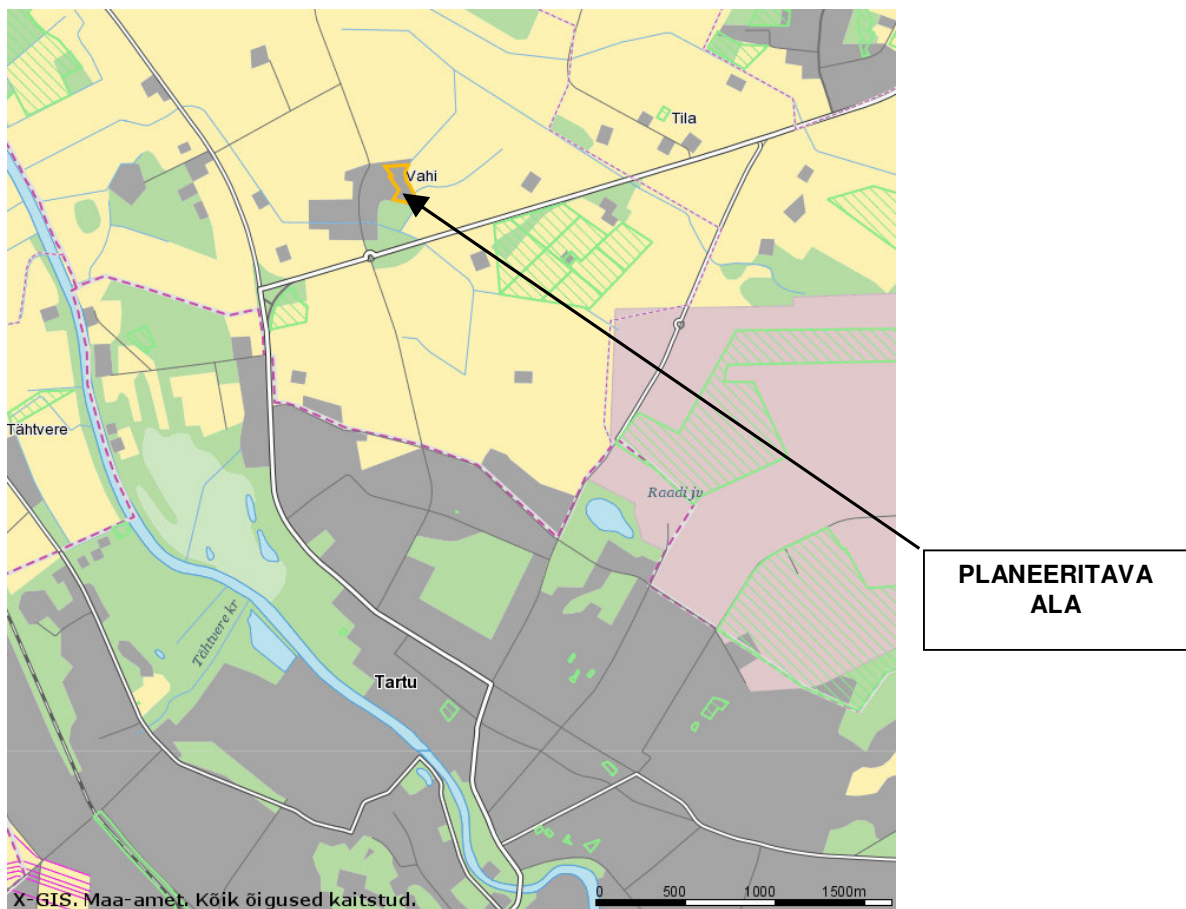 Tila
Vahi
Tähtvere
Raadi jv
PLANEERITAVA
ALA
Tähtvere kr
Tartu
X-GIS. Maa-amet. Kõik õigused kaitstud.
0 500 1000 1500m